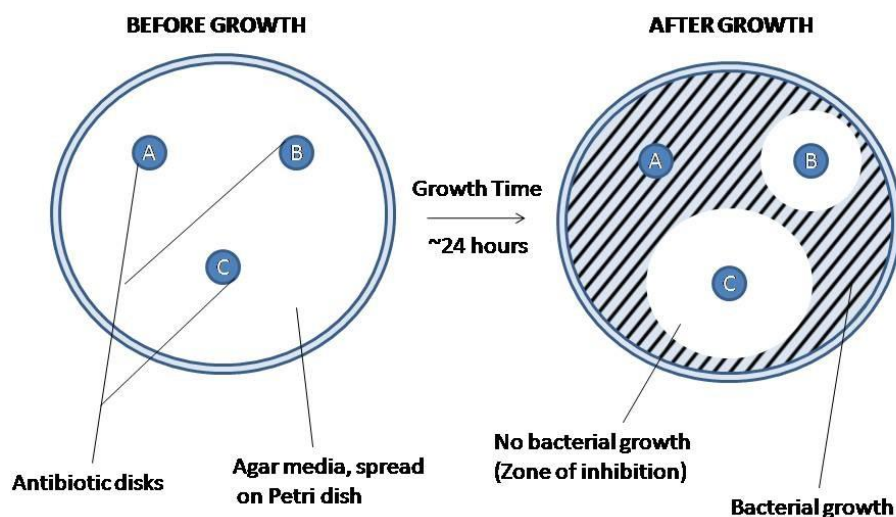 BEFORE GROWTH
AFTER GROWTH
A
B
C
Growth Time
~24 hours
A
B
C
Antibiotic disks
Agar media, spread
on Petri dish
No bacterial growth
(Zone of inhibition)
Bacterial growth